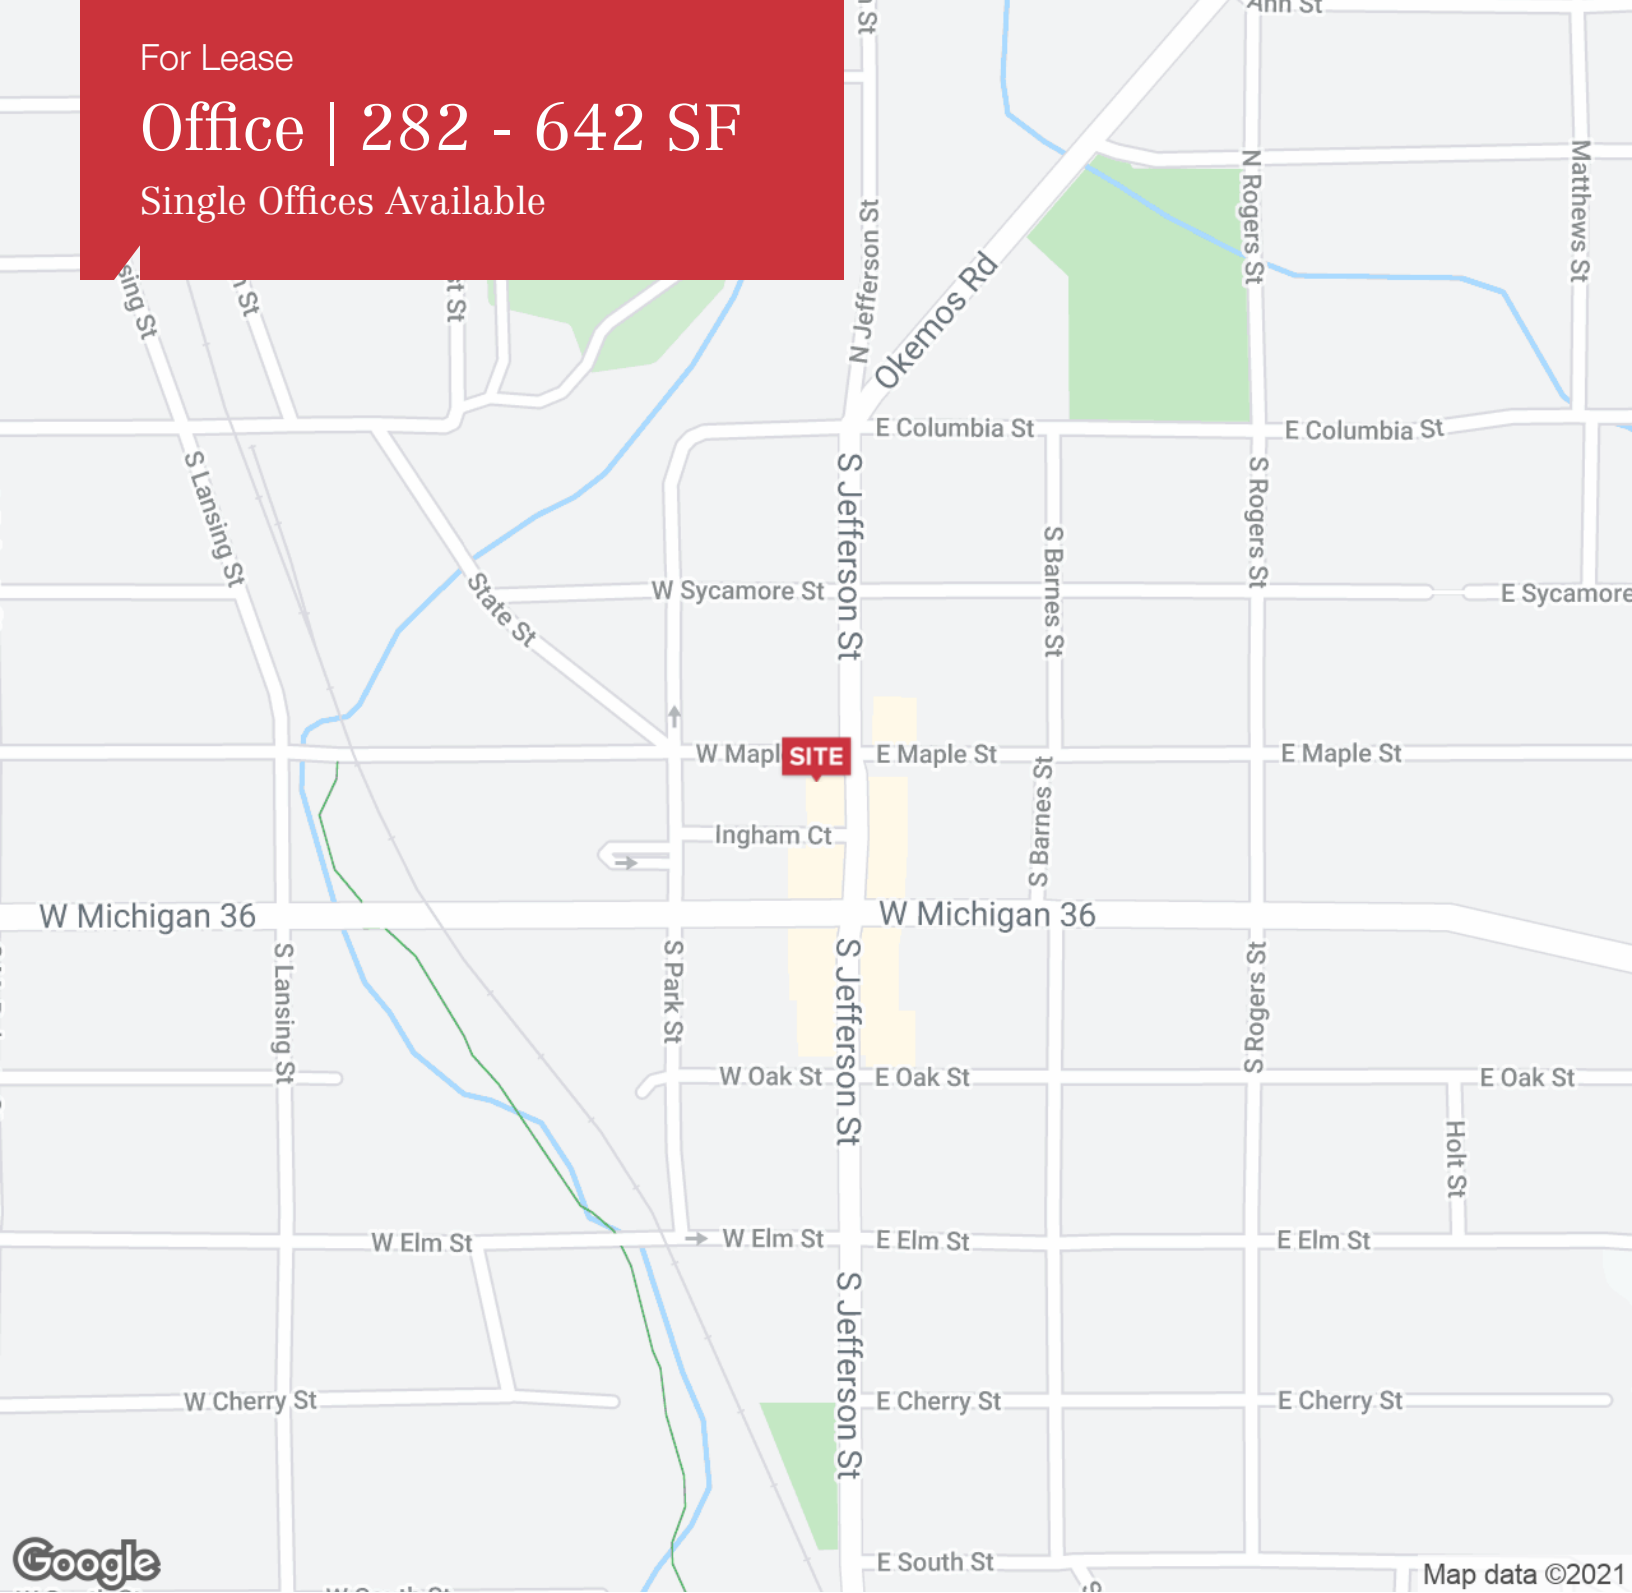 For Lease
Office | 282 - 642 SF
Single Offices Available
Ann St
N Jefferson St
Okemos Rd
N Rogers St
Matthews St
E Columbia St
E Columbia St
S Lansing St
State St
W Sycamore St
S Jefferson St
S Barnes St
S Rogers St
E Sycamore
SITE
E Maple St
E Maple St
Ingham Ct
S Barnes St
W Michigan 36
W Michigan 36
S Lansing St
S Park St
S Jefferson St
S Rogers St
W Oak St
E Oak St
E Oak St
Holt St
W Elm St
W Elm St
E Elm St
E Elm St
S Jefferson St
W Cherry St
E Cherry St
E Cherry St
E South St
Google
Map data ©2021